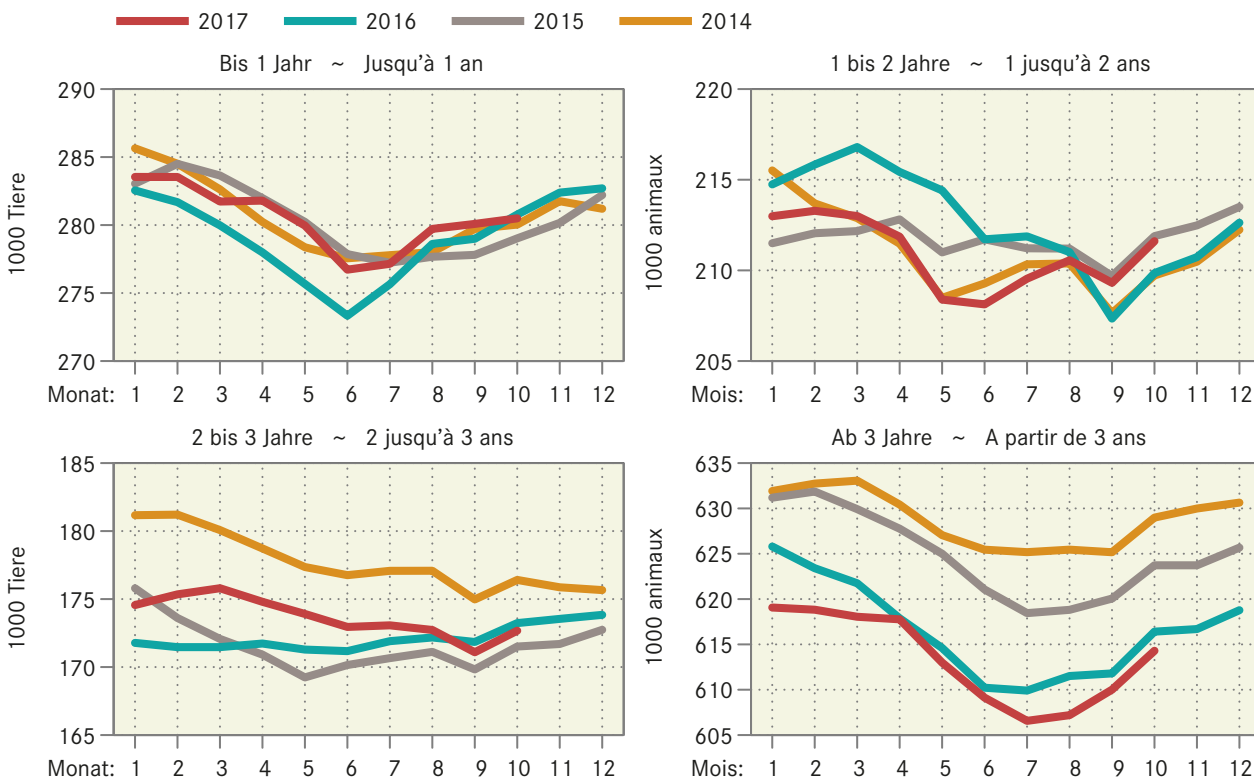 2017 2016 2015 2014
Bis 1 Jahr ~ Jusqu'à 1 an
1000 Tiere
290
285
280
275
270
Monat: 1 2 3 4 5 6 7 8 9 10 11 12
1 bis 2 Jahre ~ 1 jusqu'à 2 ans
1000 animaux
220
215
210
205
Mois: 1 2 3 4 5 6 7 8 9 10 11 12
2 bis 3 Jahre ~ 2 jusqu'à 3 ans
1000 Tiere
185
180
175
170
165
Monat: 1 2 3 4 5 6 7 8 9 10 11 12
Ab 3 Jahre ~ A partir de 3 ans
1000 animaux
635
630
625
620
615
610
605
Mois: 1 2 3 4 5 6 7 8 9 10 11 12